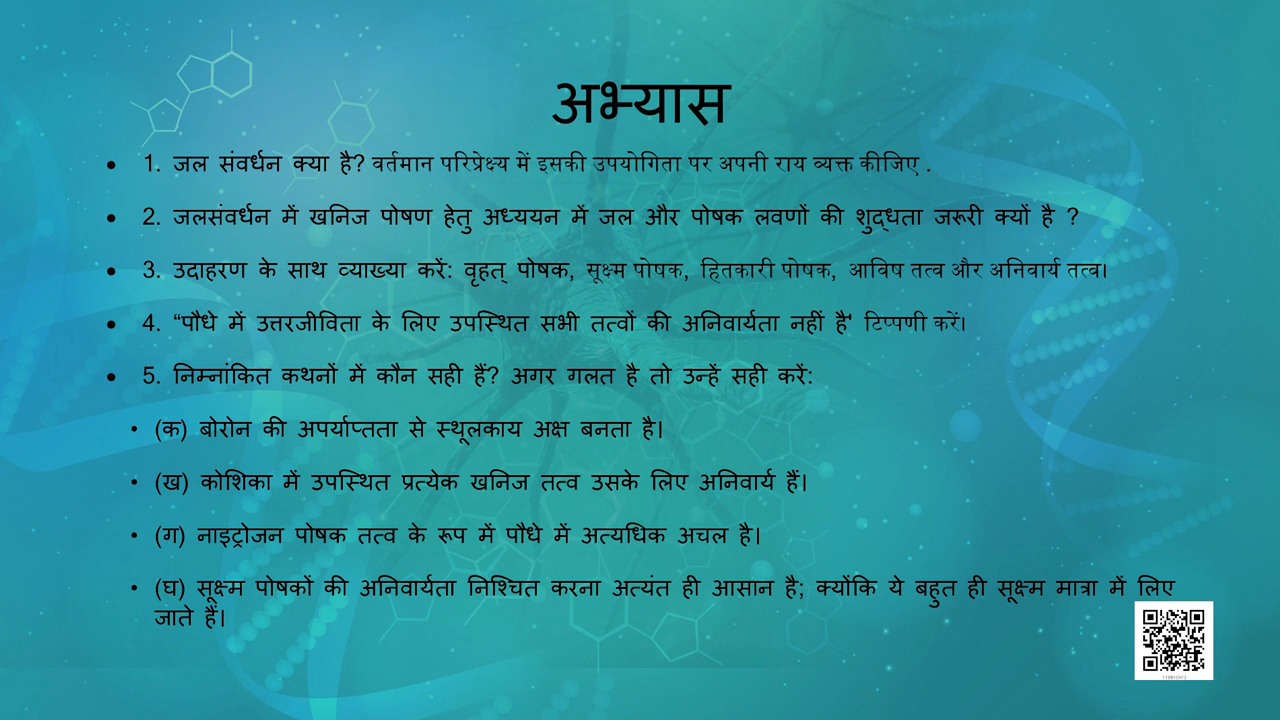 अभ्यास
• 1. जल संवर्धन क्या है? वर्तमान परिप्रेक्ष्य में इसकी उपयोगिता पर अपनी राय व्यक्त कीजिए .
• 2. जलसंवर्धन में खनिज पोषण हेतु अध्ययन में जल और पोषक लवणों की शुद्धता जरूरी क्यों है ?
• 3. उदाहरण के साथ व्याख्या करें: वृहत् पोषक, सूक्ष्म पोषक, हितकारी पोषक, आविष तत्व और अनिवार्य तत्व।
• 4. “पौधे में उत्तरजीविता के लिए उपस्थित सभी तत्वों की अनिवार्यता नहीं है' टिप्पणी करें।
• 5. निम्नांकित कथनों में कौन सही हैं? अगर गलत है तो उन्हें सही करें:
• (क) बोरोन की अपर्याप्तता से स्थूलकाय अक्ष बनता है।
• (ख) कोशिका में उपस्थित प्रत्येक खनिज तत्व उसके लिए अनिवार्य हैं।
• (ग) नाइट्रोजन पोषक तत्व के रूप में पौधे में अत्यधिक अचल है।
• (घ) सूक्ष्म पोषकों की अनिवार्यता निश्चित करना अत्यंत ही आसान है; क्योंकि ये बहुत ही सूक्ष्म मात्रा में लिए
जाते हैं।